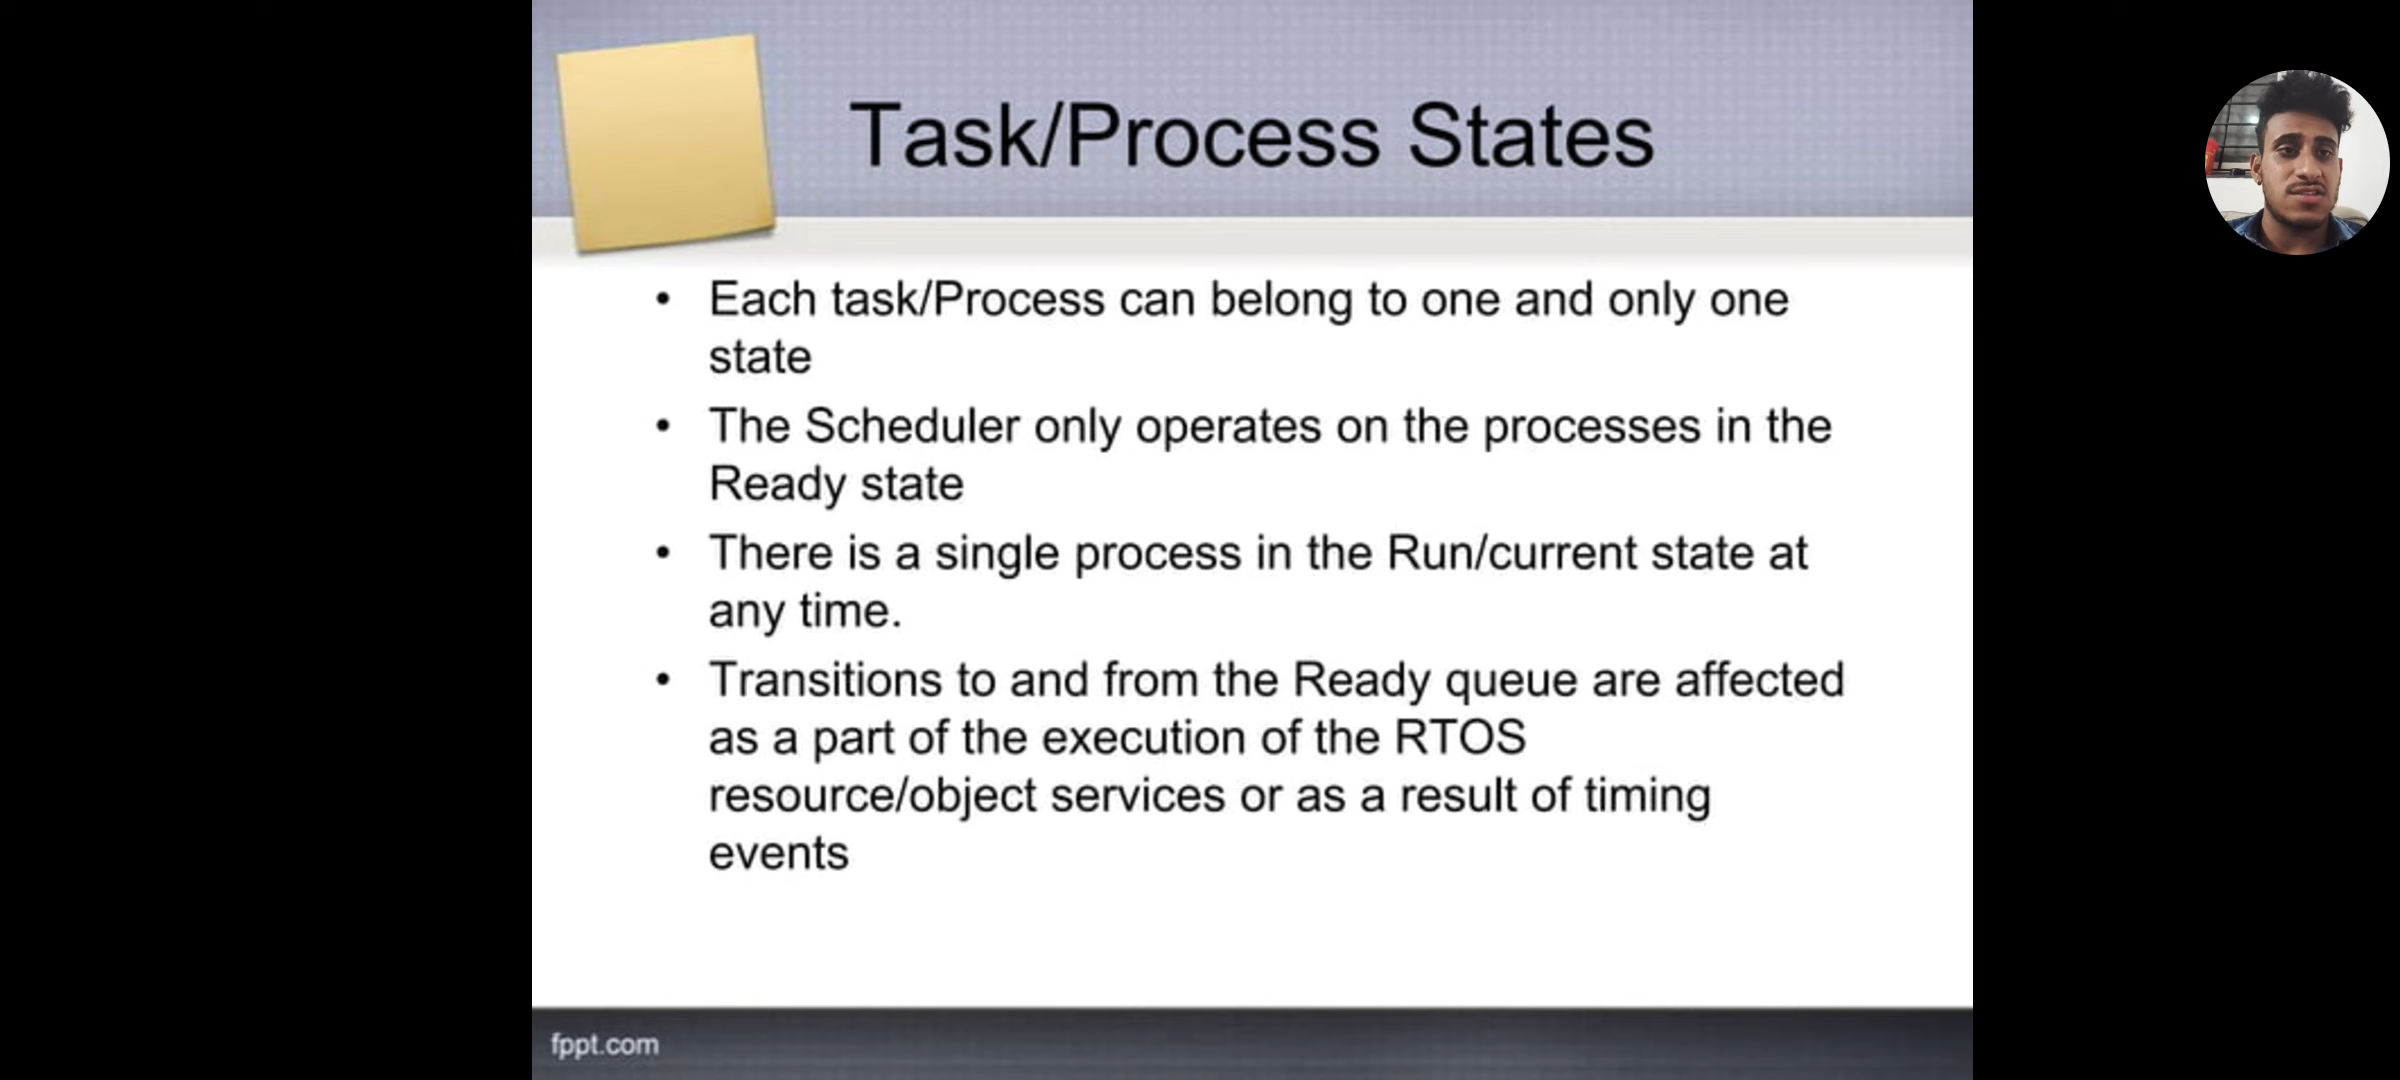 Task/Process States
• Each task/Process can belong to one and only one
state
• The Scheduler only operates on the processes in the
Ready state
• There is a single process in the Run/current state at
any time.
• Transitions to and from the Ready queue are affected
as a part of the execution of the RTOS
resource/object services or as a result of timing
events
fppt.com